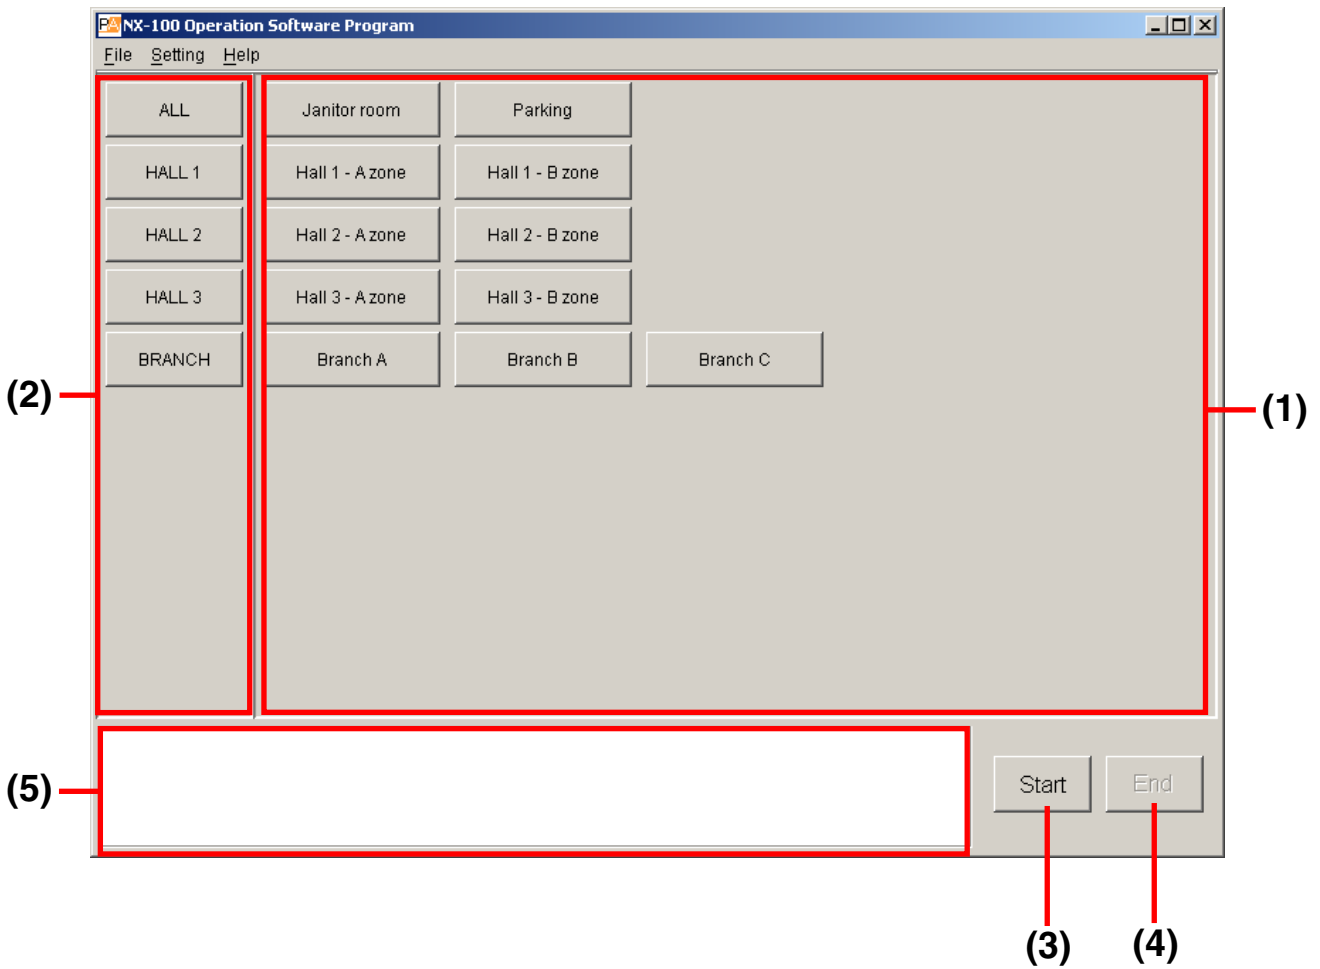 PA NX-100 Operation Software Program
File Setting Help
ALL Janitor room Parking
HALL 1 Hall 1 - A zone Hall 1 - B zone
HALL 2 Hall 2 - A zone Hall 2 - B zone
HALL 3 Hall 3 - A zone Hall 3 - B zone
BRANCH Branch A Branch B Branch C
(2)
(1)
(5)
Start End
(3) (4)